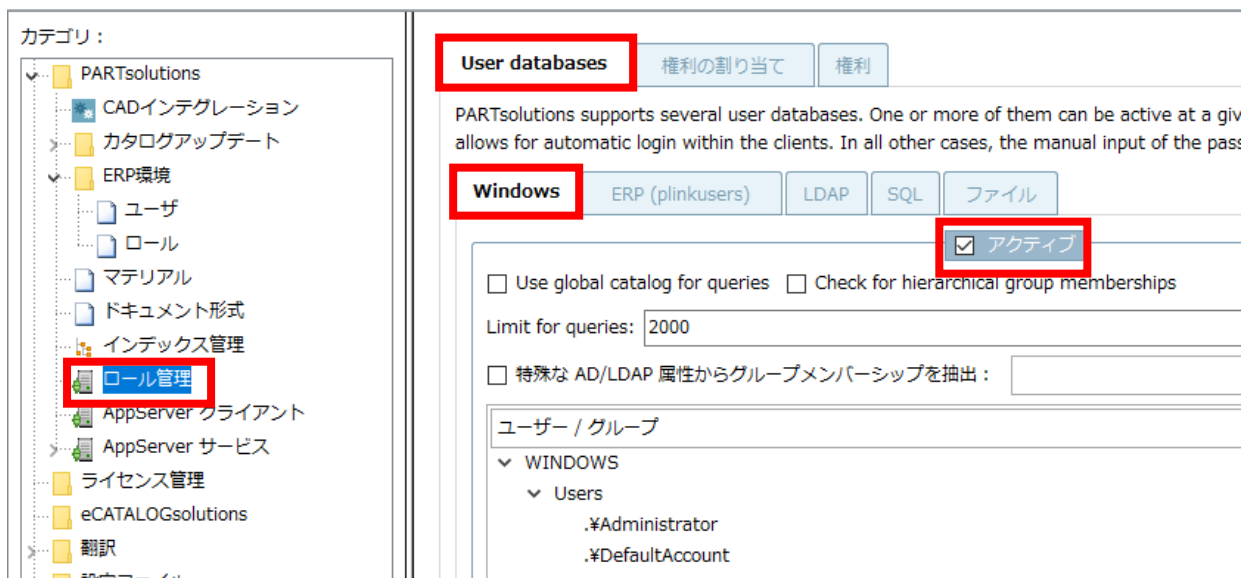 カテゴリ：
PARTsolutions
CADインテグレーション
カタログアップデート
ERP環境
ユーザ
ロール
マテリアル
ドキュメント形式
インデックス管理
ロール管理
AppServer クライアント
AppServer サービス
ライセンス管理
eCATALOGsolutions
翻訳
設定ファイル
User databases 権利の割り当て 権利
PARTsolutions supports several user databases. One or more of them can be active at a giv
allows for automatic login within the clients. In all other cases, the manual input of the pass
Windows ERP (plinkusers) LDAP SQL ファイル
アクティブ
Use global catalog for queries Check for hierarchical group memberships
Limit for queries: 2000
特殊な AD/LDAP 属性からグループメンバーシップを抽出：
ユーザー / グループ
WINDOWS
Users
.¥Administrator
.¥DefaultAccount